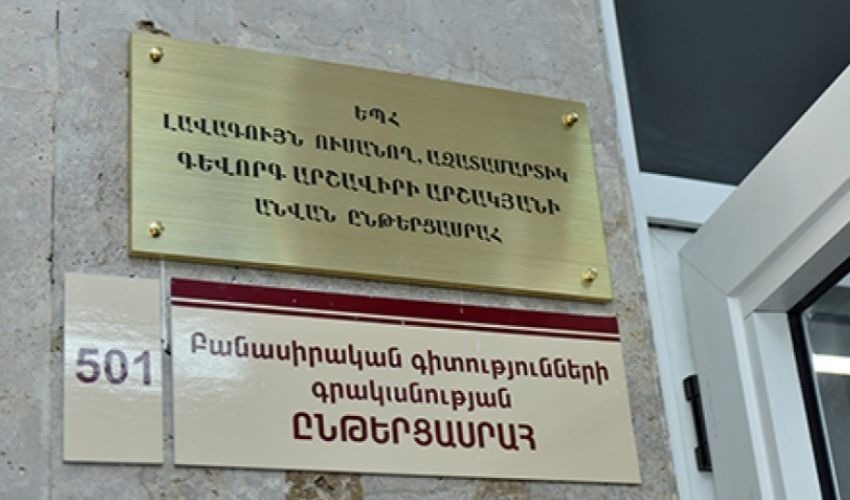 ԵՊՀ
ԼԱՎԱԳՈՒՅՆ ՈՒՍԱՆՈՂ, ԱԶԱՏԱՄԱՐՏԻԿ
ԳԵՎՈՐԳ ԱՐՇԱՎԻՐԻ ԱՐՇԱԿՅԱՆԻ
ԱՆՎԱՆ ԸՆԹԵՐՑԱՍՐԱՀ
501
Բանասիրական գիտությունների
գրականության
ԸՆԹԵՐՑԱՍՐԱՀ